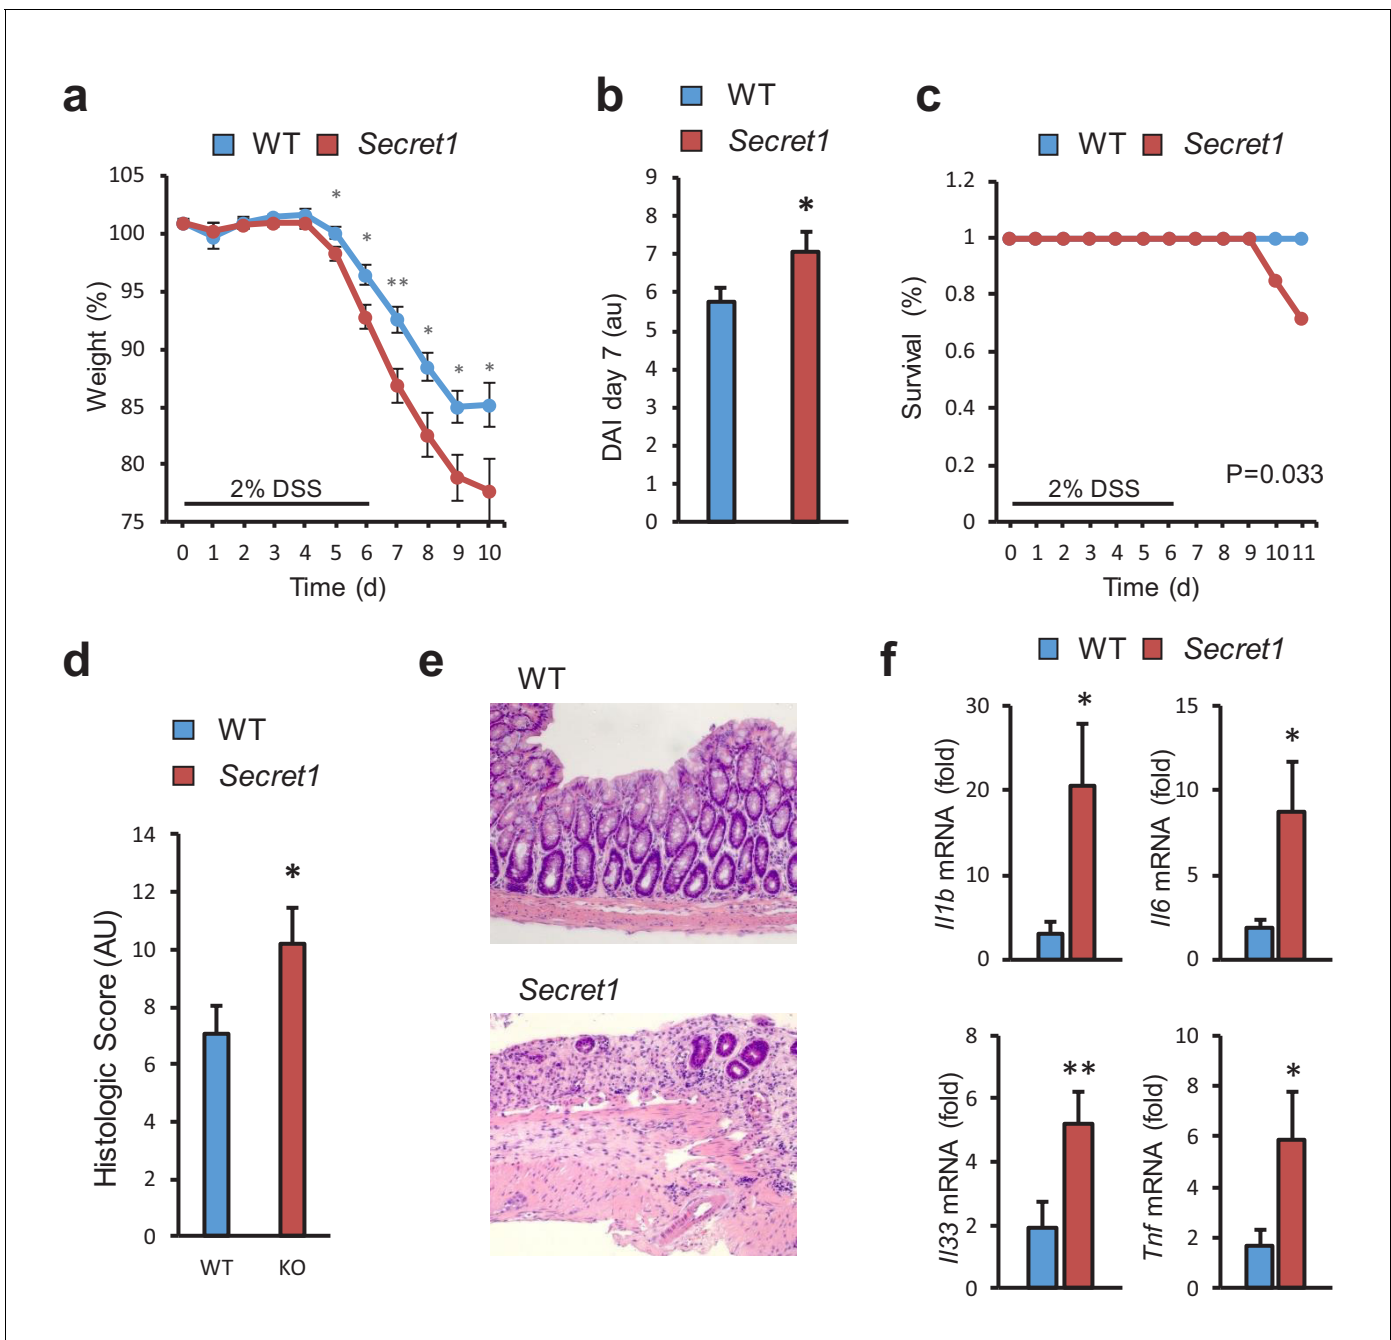 a
WT Secret1
105
100
95
90
85
80
75
Weight (%)
*
*
**
*
*
*
2% DSS
0 1 2 3 4 5 6 7 8 9 10
Time (d)
b
WT
Secret1
9
8
7
6
5
4
3
2
1
0
DAI day 7 (au)
*
c
WT Secret1
1.2
1
0.8
0.6
0.4
0.2
0
Survival (%)
P=0.033
2% DSS
0 1 2 3 4 5 6 7 8 9 10 11
Time (d)
d
WT
Secret1
14
12
10
8
6
4
2
0
Histologic Score (AU)
*
WT KO
e
WT
Secret1
f
WT Secret1
30
20
10
0
Il1b mRNA (fold)
*
15
10
5
0
Il6 mRNA (fold)
*
8
6
4
2
0
Il33 mRNA (fold)
**
10
8
6
4
2
0
Tnf mRNA (fold)
*